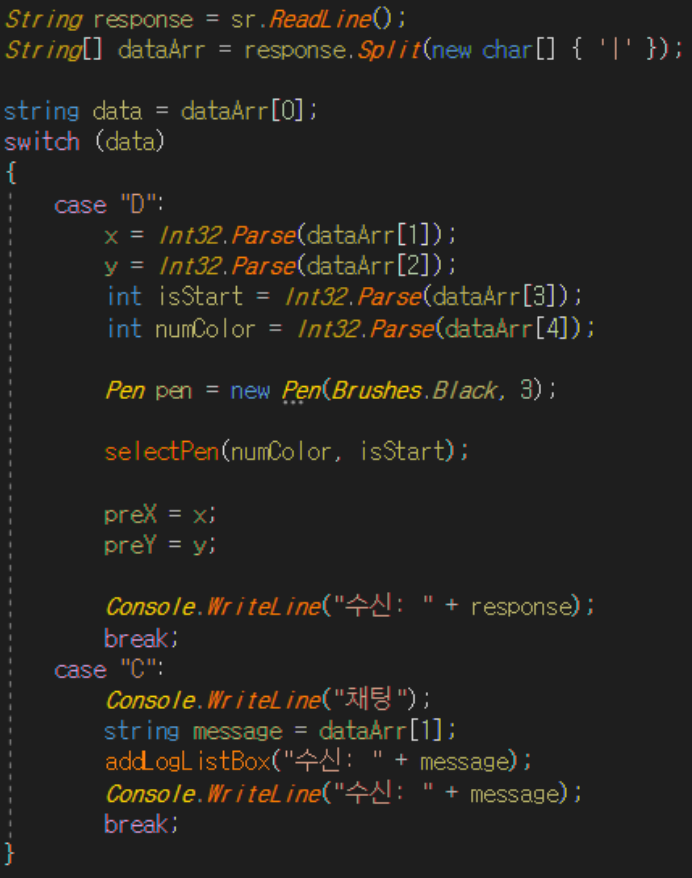 String response = sr.ReadLine();
String[] dataArr = response.Split(new char[] { '|' });
string data = dataArr[0];
switch (data)
{
case "D":
x = Int32.Parse(dataArr[1]);
y = Int32.Parse(dataArr[2]);
int isStart = Int32.Parse(dataArr[3]);
int numColor = Int32.Parse(dataArr[4]);
Pen pen = new Pen(Brushes.Black, 3);
selectPen(numColor, isStart);
preX = x;
preY = y;
Console.WriteLine("수신: " + response);
break;
case "C":
Console.WriteLine("채팅");
string message = dataArr[1];
addLogListBox("수신: " + message);
Console.WriteLine("수신: " + message);
break;
}